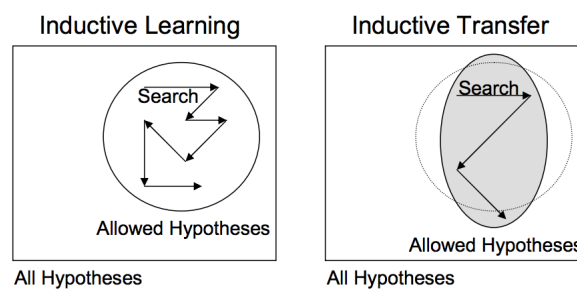 Inductive Learning
Search
Allowed Hypotheses
All Hypotheses
Inductive Transfer
Search
Allowed Hypotheses
All Hypotheses